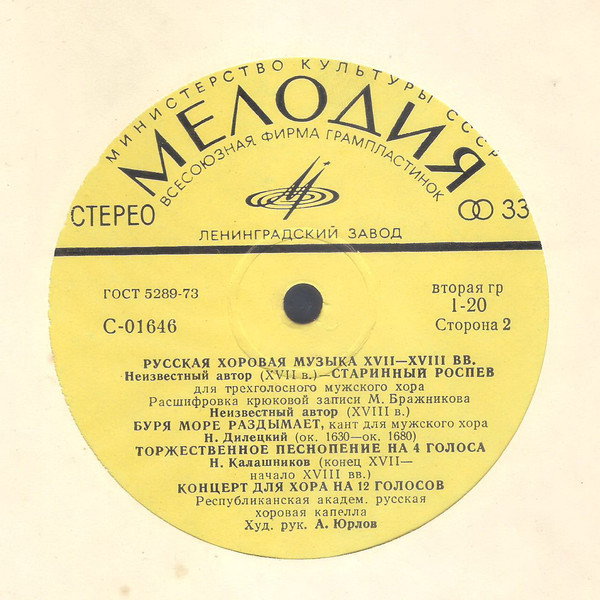 МИНИСТЕРСТВО КУЛЬТУРЫ СССР
МЕЛОДИЯ
ВСЕСОЮЗНАЯ ФИРМА ГРАМПЛАСТИНОК
СТЕРЕО
33
ЛЕНИНГРАДСКИЙ ЗАВОД
ГОСТ 5289-73
вторая гр
1-20
С-01646
Сторона 2
РУССКАЯ ХОРОВАЯ МУЗЫКА XVII—XVIII ВВ.
Неизвестный автор (XVII в.)—СТАРИННЫЙ РОСПЕВ
для трехголосного мужского хора
Расшифровка крюковой записи М. Бражникова
Неизвестный автор (XVIII в.)
БУРЯ МОРЕ РАЗДЫМАЕТ, кант для мужского хора
Н. Дилецкий (ок. 1630—ок. 1680)
ТОРЖЕСТВЕННОЕ ПЕСНОПЕНИЕ НА 4 ГОЛОСА
Н. Калашников (конец XVII—
начало XVIII вв.)
КОНЦЕРТ ДЛЯ ХОРА НА 12 ГОЛОСОВ
Республиканская академ. русская
хоровая капелла
Худ. рук. А. Юрлов